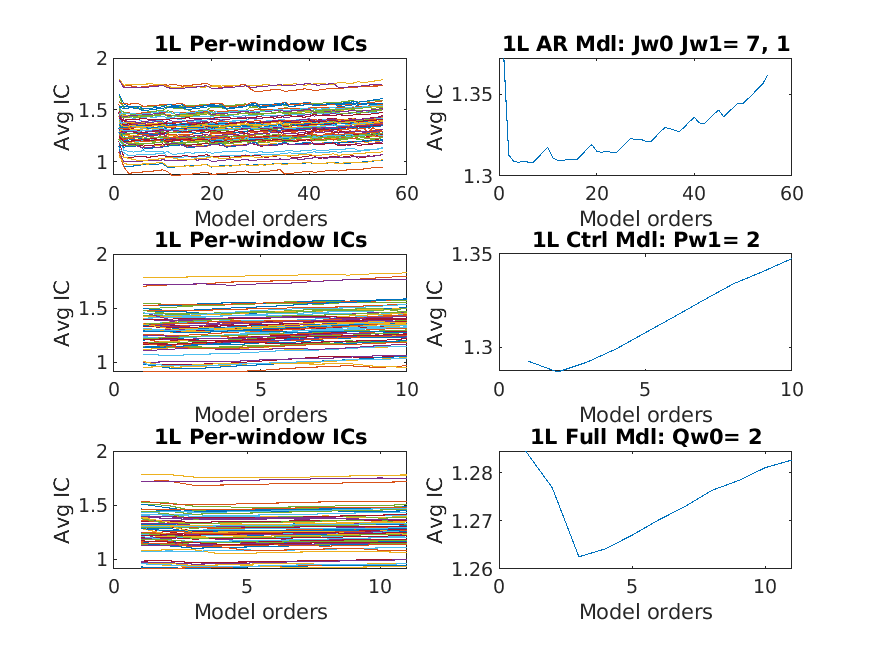 1L Per-window ICs
2
1.5
1
Avg IC
0 20 40 60
Model orders
1L AR Mdl: Jw0 Jw1= 7, 1
1.35
1.3
Avg IC
0 20 40 60
Model orders
1L Per-window ICs
2
1.5
1
Avg IC
0 5 10
Model orders
1L Ctrl Mdl: Pw1= 2
1.35
1.3
Avg IC
0 5 10
Model orders
1L Per-window ICs
2
1.5
1
Avg IC
0 5 10
Model orders
1L Full Mdl: Qw0= 2
1.28
1.27
1.26
Avg IC
0 5 10
Model orders